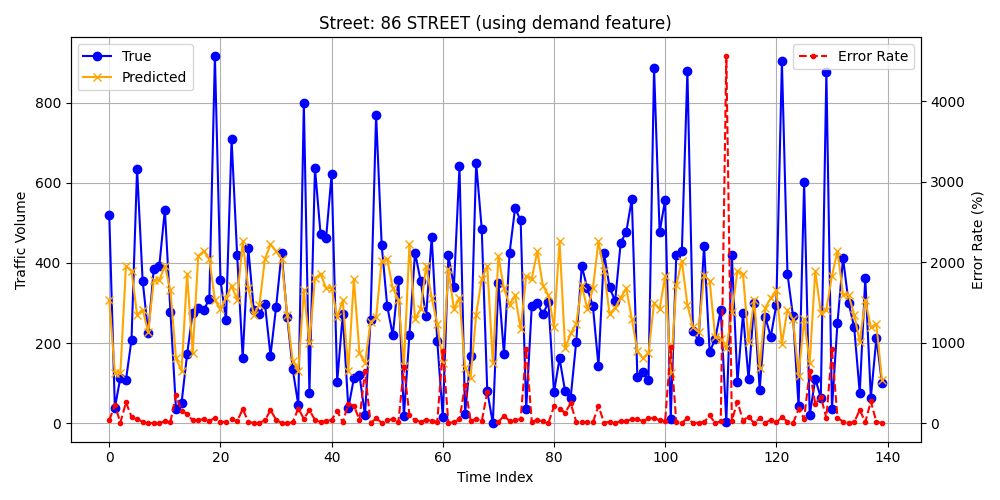 Street: 86 STREET (using demand feature)
True
Predicted
Error Rate
Traffic Volume
0
200
400
600
800
0
1000
2000
3000
4000
Error Rate (%)
0
20
40
60
80
100
120
140
Time Index